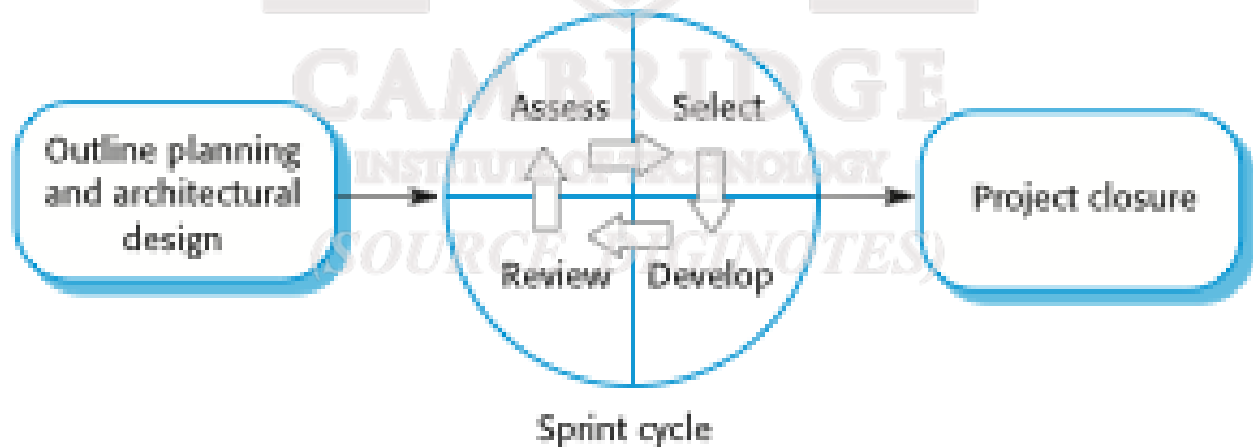 CAMBRIDGE
INSTITUTE OF TECHNOLOGY
(SOURCE DIGINOTES)
Outline planning
and architectural
design
Assess
Select
Review
Develop
Project closure
Sprint cycle